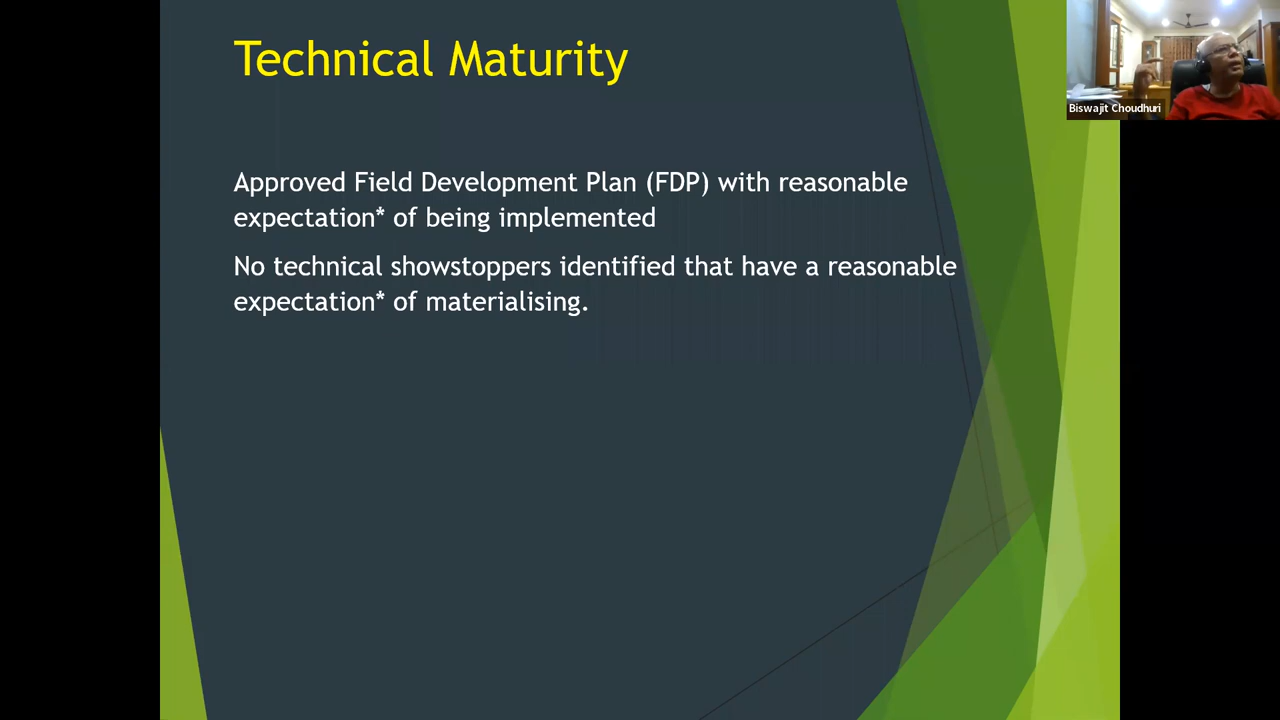 Technical Maturity
Approved Field Development Plan (FDP) with reasonable
expectation* of being implemented
No technical showstoppers identified that have a reasonable
expectation* of materialising.
Biswajit Choudhuri